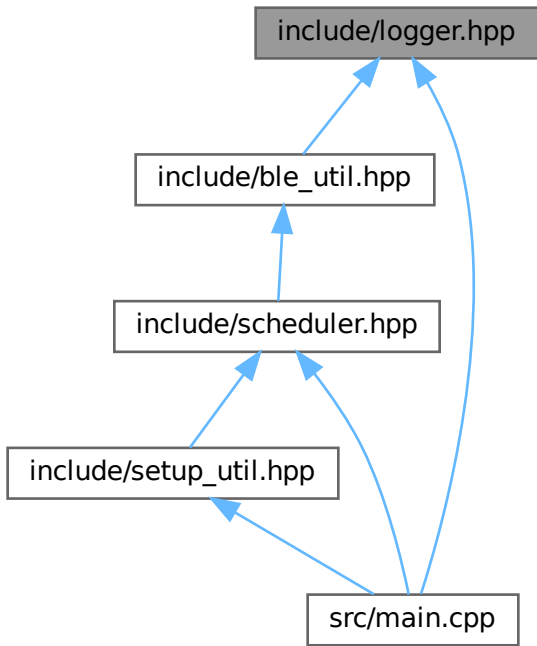 include/logger.hpp
include/ble_util.hpp
include/scheduler.hpp
include/setup_util.hpp
src/main.cpp